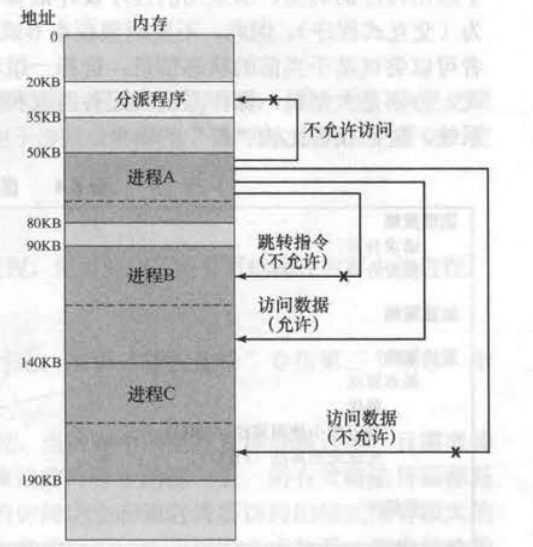 地址
内存
0
20KB
分派程序
35KB
不允许访问
50KB
进程A
80KB
90KB
跳转指令
(不允许)
进程B
访问数据
(允许)
140KB
进程C
访问数据
(不允许)
190KB